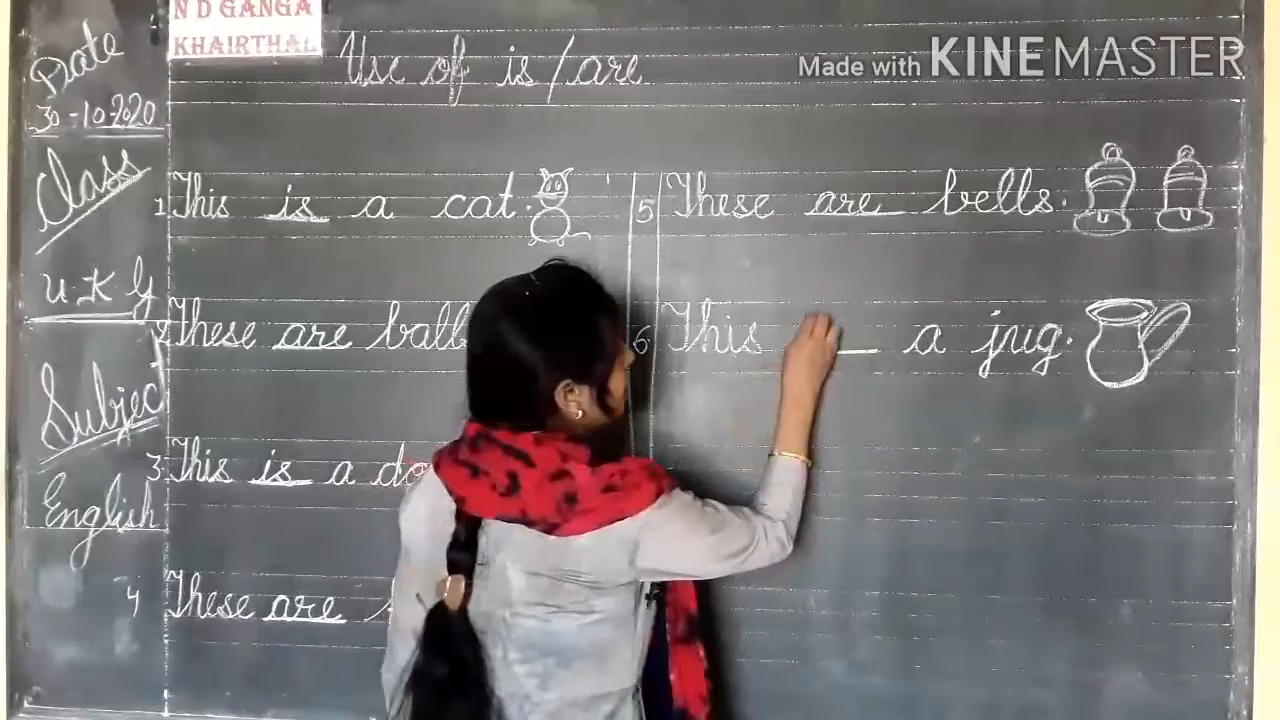 N D GANGA
KHAIRTHAL
Made with KINEMASTER
Use of is/are
Date
30-10-2020
Class
U.K G
Subject
English
1. This is a cat.
2. These are ball
3. This is a do
4 These are
5 These are bells.
6 This __ a jug.